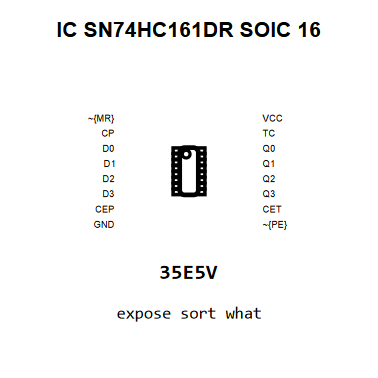 IC SN74HC161DR SOIC 16
~{MR} VCC
CP TC
D0 Q0
D1 Q1
D2 Q2
D3 Q3
CEP CET
GND ~{PE}
35E5V
expose sort what